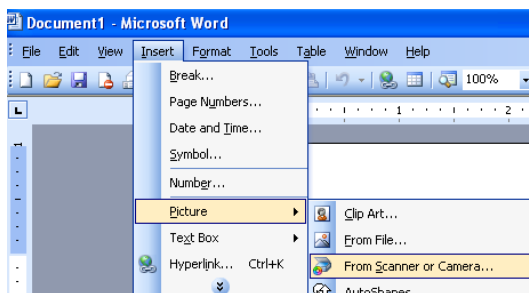 Document1 - Microsoft Word
File Edit View Insert Format Tools Table Window Help
100%
Break...
Page Numbers...
1 2
Date and Time...
Symbol...
Number...
Picture
Clip Art...
Text Box
From File...
Hyperlink... Ctrl+K
From Scanner or Camera...
AutoShapes